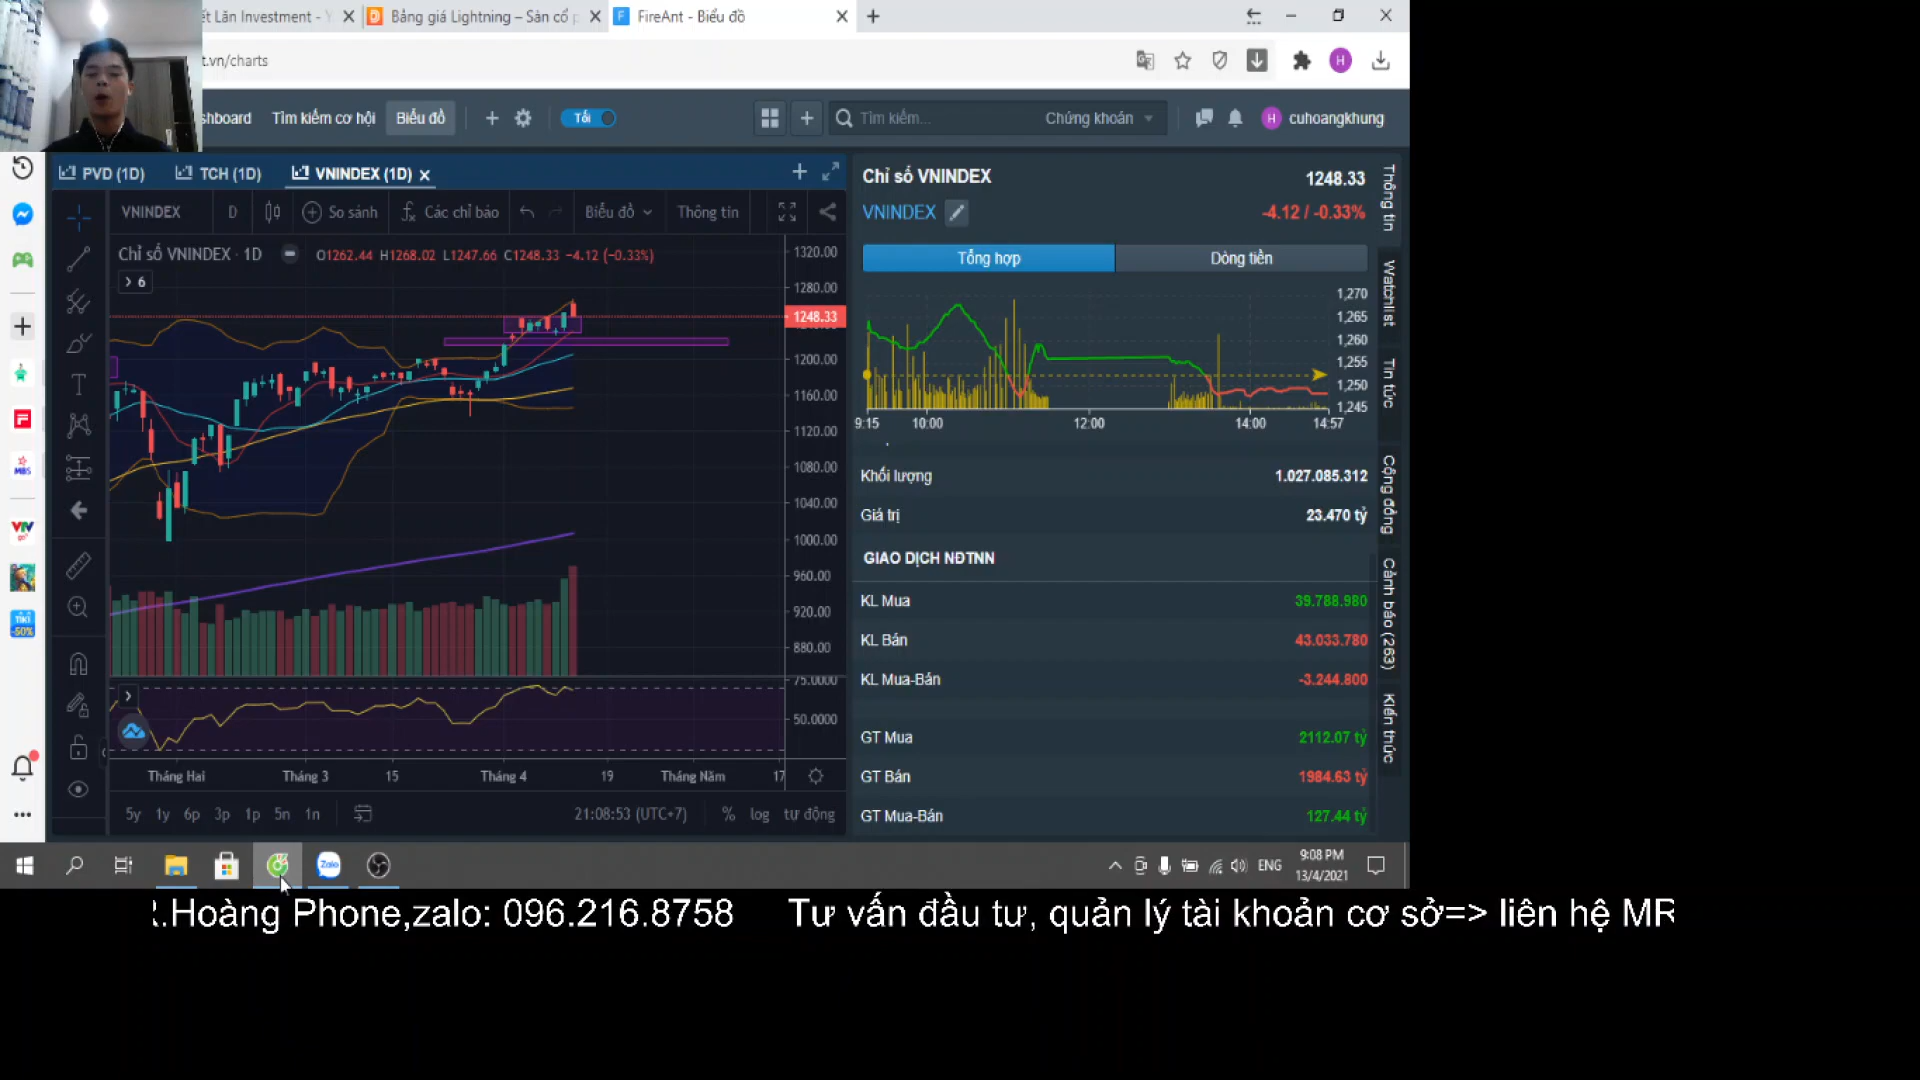 ết Lãn Investment - Y
Bảng giá Lightning – Sàn cổ p
FireAnt - Biểu đồ
t.vn/charts
shboard
Tìm kiếm cơ hội
Biểu đồ
Tối
Tìm kiếm...
Chứng khoán
cuhoangkhung
PVD (1D)
TCH (1D)
VNINDEX (1D)
VNINDEX
D
So sánh
Các chỉ báo
Biểu đồ
Thông tin
Chỉ số VNINDEX · 1D
O1262.44 H1268.02 L1247.66 C1248.33 -4.12 (-0.33%)
6
1320.00
1280.00
1248.33
1200.00
1160.00
1120.00
1080.00
1040.00
1000.00
960.00
920.00
880.00
75.0000
50.0000
Tháng Hai
Tháng 3
15
Tháng 4
19
Tháng Năm
17
5y 1y 6p 3p 1p 5n 1n
21:08:53 (UTC+7)
%
log
tự động
Chỉ số VNINDEX
1248.33
VNINDEX
-4.12 / -0.33%
Tổng hợp
Dòng tiền
1,270
1,265
1,260
1,255
1,250
1,245
9:15
10:00
12:00
14:00
14:57
Khối lượng
1.027.085.312
Giá trị
23.470 tỷ
GIAO DỊCH NĐTNN
KL Mua
39.788.980
KL Bán
43.033.780
KL Mua-Bán
-3.244.800
GT Mua
2112.07 tỷ
GT Bán
1984.63 tỷ
GT Mua-Bán
127.44 tỷ
Thông tin
Watchlist
Tin tức
Cộng đồng
Cảnh báo (263)
Kiến thức
MBS
VTV
TIKI
-50%
Zalo
ENG
9:08 PM
13/4/2021
R.Hoàng Phone,zalo: 096.216.8758
Tư vấn đầu tư, quản lý tài khoản cơ sở=> liên hệ MR